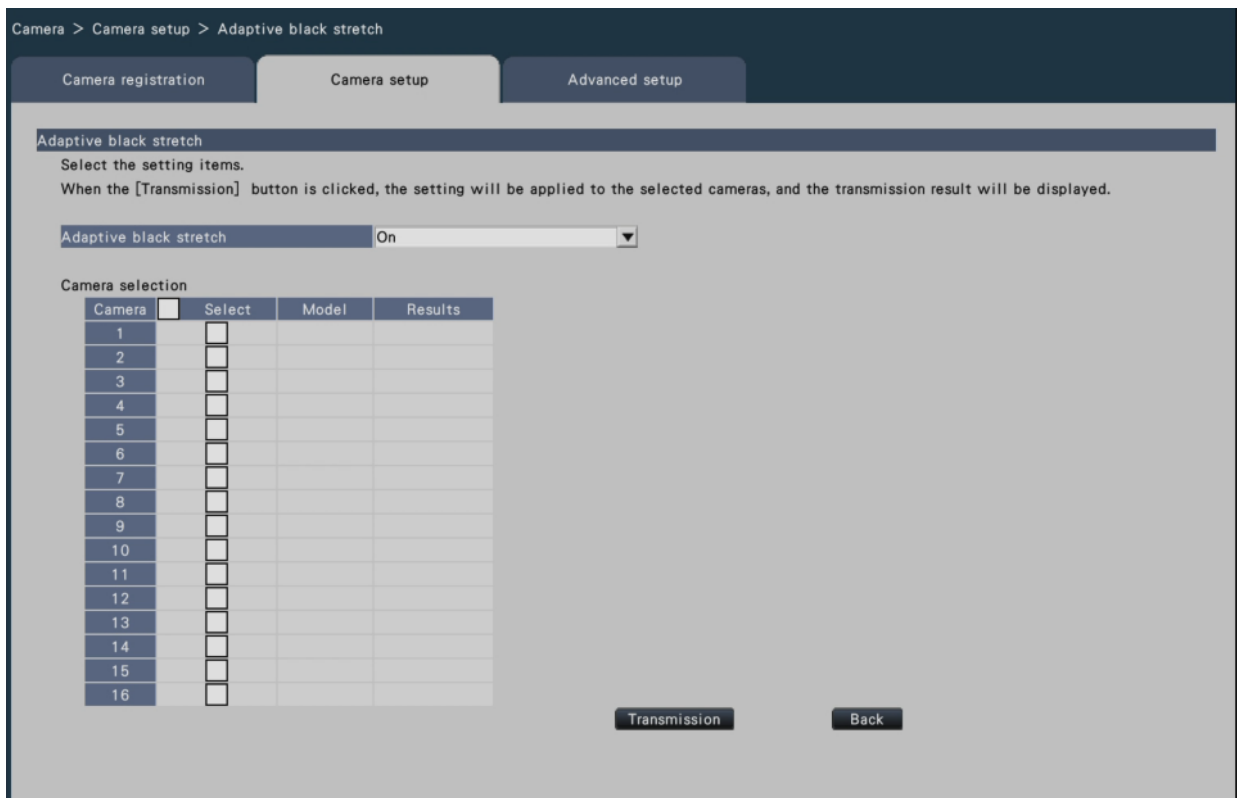 Camera > Camera setup > Adaptive black stretch
Camera registration Camera setup Advanced setup
Adaptive black stretch
Select the setting items.
When the [Transmission] button is clicked, the setting will be applied to the selected cameras, and the transmission result will be displayed.
Adaptive black stretch On
Camera selection
Camera Select Model Results
1
2
3
4
5
6
7
8
9
10
11
12
13
14
15
16
Transmission Back